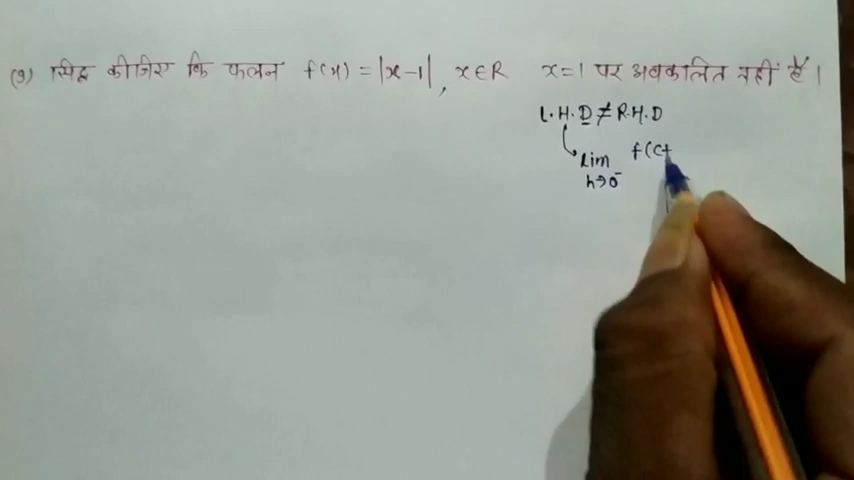 (9) सिद्ध कीजिए कि फलन f(x) = |x-1|, x∈R x=1 पर अवकलित नहीं है।
L.H.D ≠ R.H.D
Lim f(c+
h→0⁻